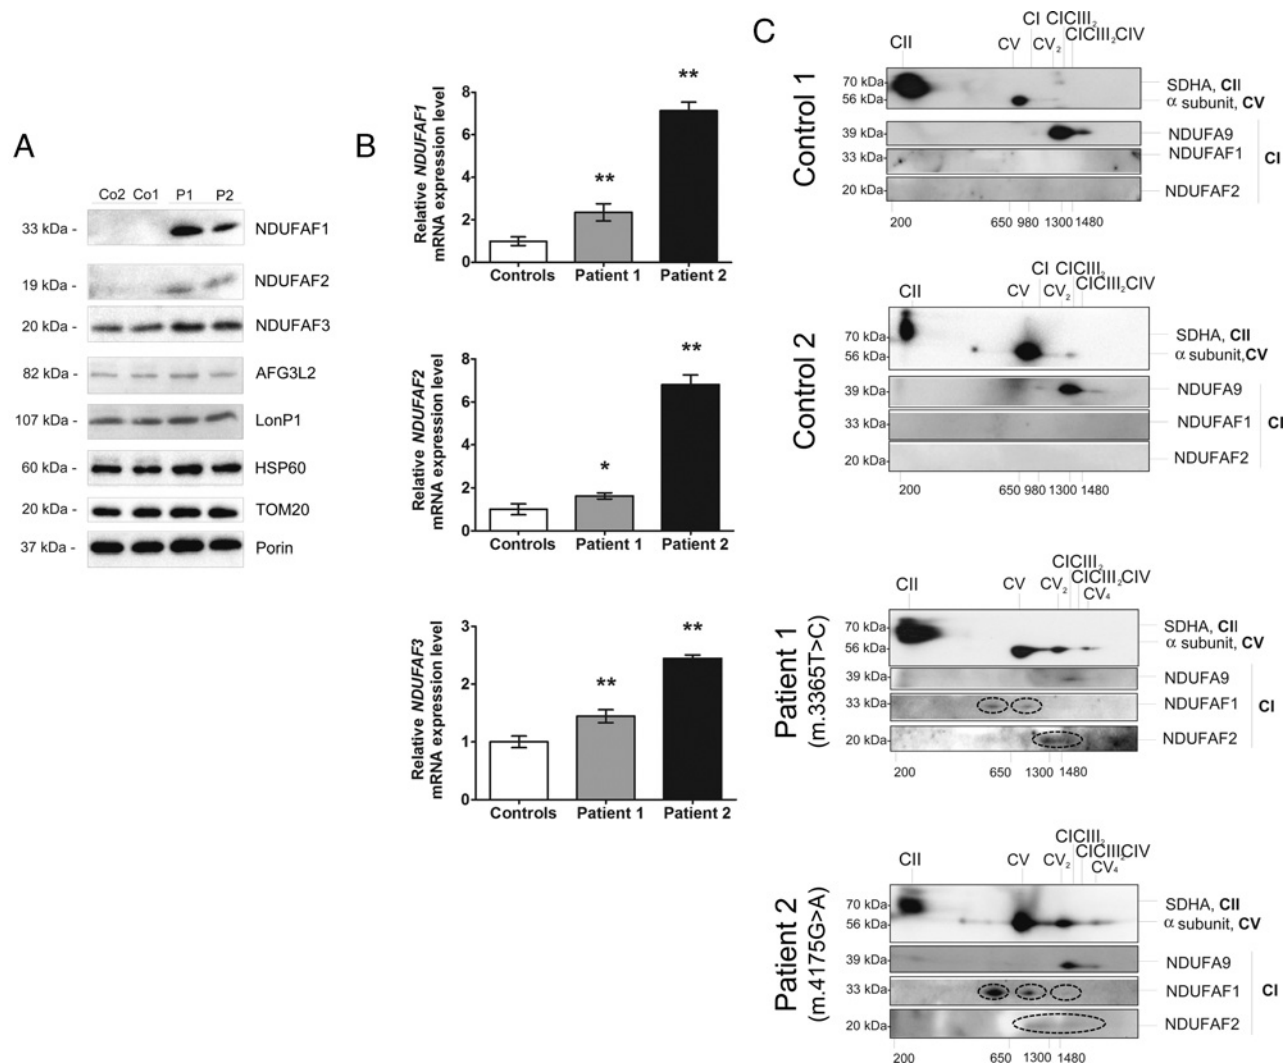 A
Co2 Co1 P1 P2
33 kDa - NDUFAF1
19 kDa - NDUFAF2
20 kDa - NDUFAF3
82 kDa - AFG3L2
107 kDa - LonP1
60 kDa - HSP60
20 kDa - TOM20
37 kDa - Porin
B
Relative NDUFAF1
mRNA expression level
8
6
4
2
0
**
**
Controls Patient 1 Patient 2
Relative NDUFAF2
mRNA expression level
8
6
4
2
0
*
**
Controls Patient 1 Patient 2
Relative NDUFAF3
mRNA expression level
3
2
1
0
**
**
Controls Patient 1 Patient 2
C
Control 1
CI CICIII2
CICIII2CIV
CII CV CV2
70 kDa SDHA, CII
56 kDa α subunit, CV
39 kDa NDUFA9
33 kDa NDUFAF1 CI
20 kDa NDUFAF2
200 650 980 1300 1480
Control 2
CI CICIII2
CICIII2CIV
CII CV CV2
70 kDa SDHA, CII
56 kDa α subunit,CV
39 kDa NDUFA9
33 kDa NDUFAF1 CI
20 kDa NDUFAF2
200 650 980 1300 1480
Patient 1
(m.3365T>C)
CICIII2
CICIII2CIV
CII CV CV2 CV4
70 kDa SDHA, CII
56 kDa α subunit, CV
39 kDa NDUFA9
33 kDa NDUFAF1 CI
20 kDa NDUFAF2
200 650 1300 1480
Patient 2
(m.4175G>A)
CICIII2
CICIII2CIV
CII CV CV2 CV4
70 kDa SDHA, CII
56 kDa α subunit, CV
39 kDa NDUFA9
33 kDa NDUFAF1 CI
20 kDa NDUFAF2
200 650 1300 1480